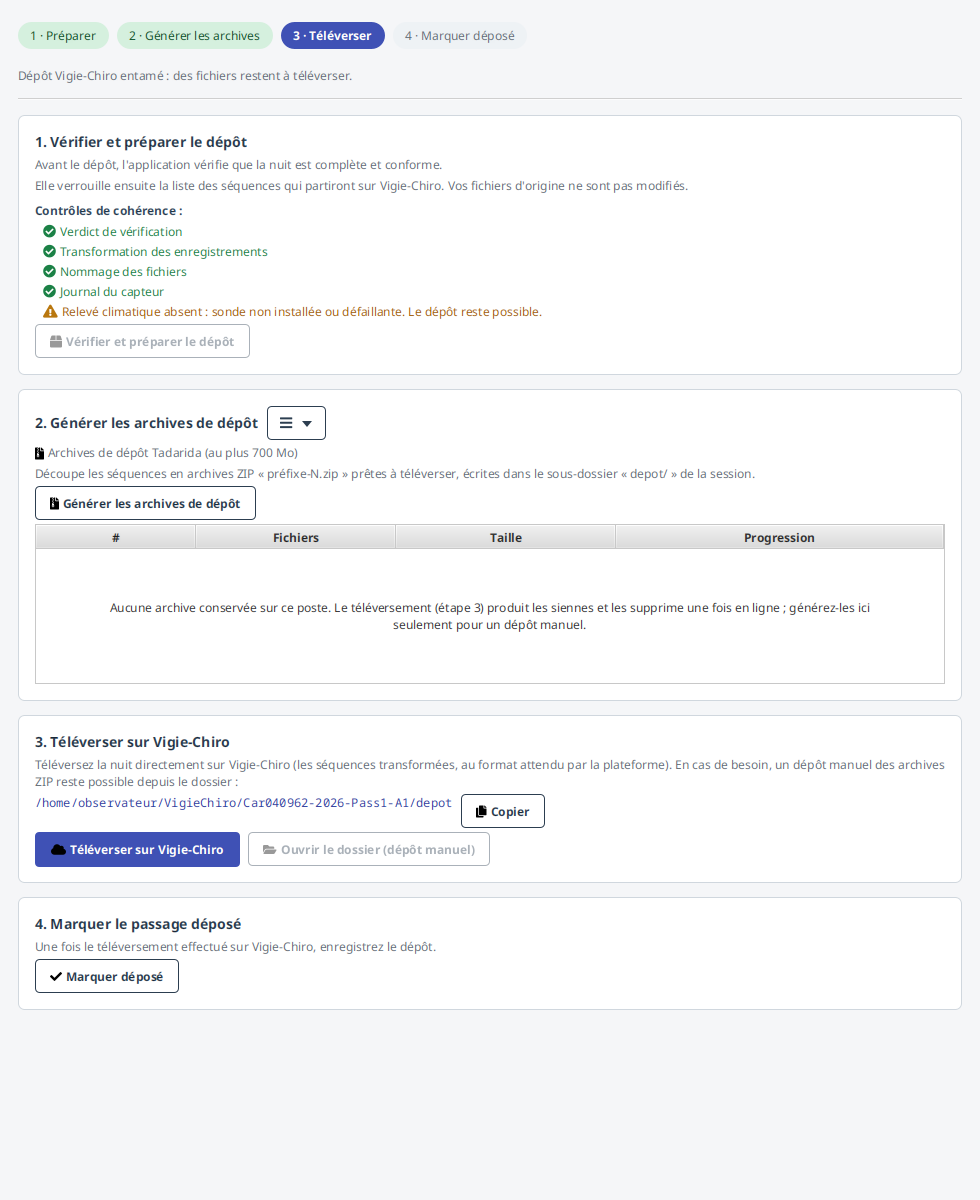 1 · Préparer
2 · Générer les archives
3 · Téléverser
4 · Marquer déposé
Dépôt Vigie-Chiro entamé : des fichiers restent à téléverser.
1. Vérifier et préparer le dépôt
Avant le dépôt, l'application vérifie que la nuit est complète et conforme.
Elle verrouille ensuite la liste des séquences qui partiront sur Vigie-Chiro. Vos fichiers d'origine ne sont pas modifiés.
Contrôles de cohérence :
Verdict de vérification
Transformation des enregistrements
Nommage des fichiers
Journal du capteur
Relevé climatique absent : sonde non installée ou défaillante. Le dépôt reste possible.
Vérifier et préparer le dépôt
2. Générer les archives de dépôt
Archives de dépôt Tadarida (au plus 700 Mo)
Découpe les séquences en archives ZIP « préfixe-N.zip » prêtes à téléverser, écrites dans le sous-dossier « depot/ » de la session.
Générer les archives de dépôt
# Fichiers Taille Progression
Aucune archive conservée sur ce poste. Le téléversement (étape 3) produit les siennes et les supprime une fois en ligne ; générez-les ici
seulement pour un dépôt manuel.
3. Téléverser sur Vigie-Chiro
Téléversez la nuit directement sur Vigie-Chiro (les séquences transformées, au format attendu par la plateforme). En cas de besoin, un dépôt manuel des archives
ZIP reste possible depuis le dossier :
/home/observateur/VigieChiro/Car040962-2026-Pass1-A1/depot
Copier
Téléverser sur Vigie-Chiro
Ouvrir le dossier (dépôt manuel)
4. Marquer le passage déposé
Une fois le téléversement effectué sur Vigie-Chiro, enregistrez le dépôt.
Marquer déposé